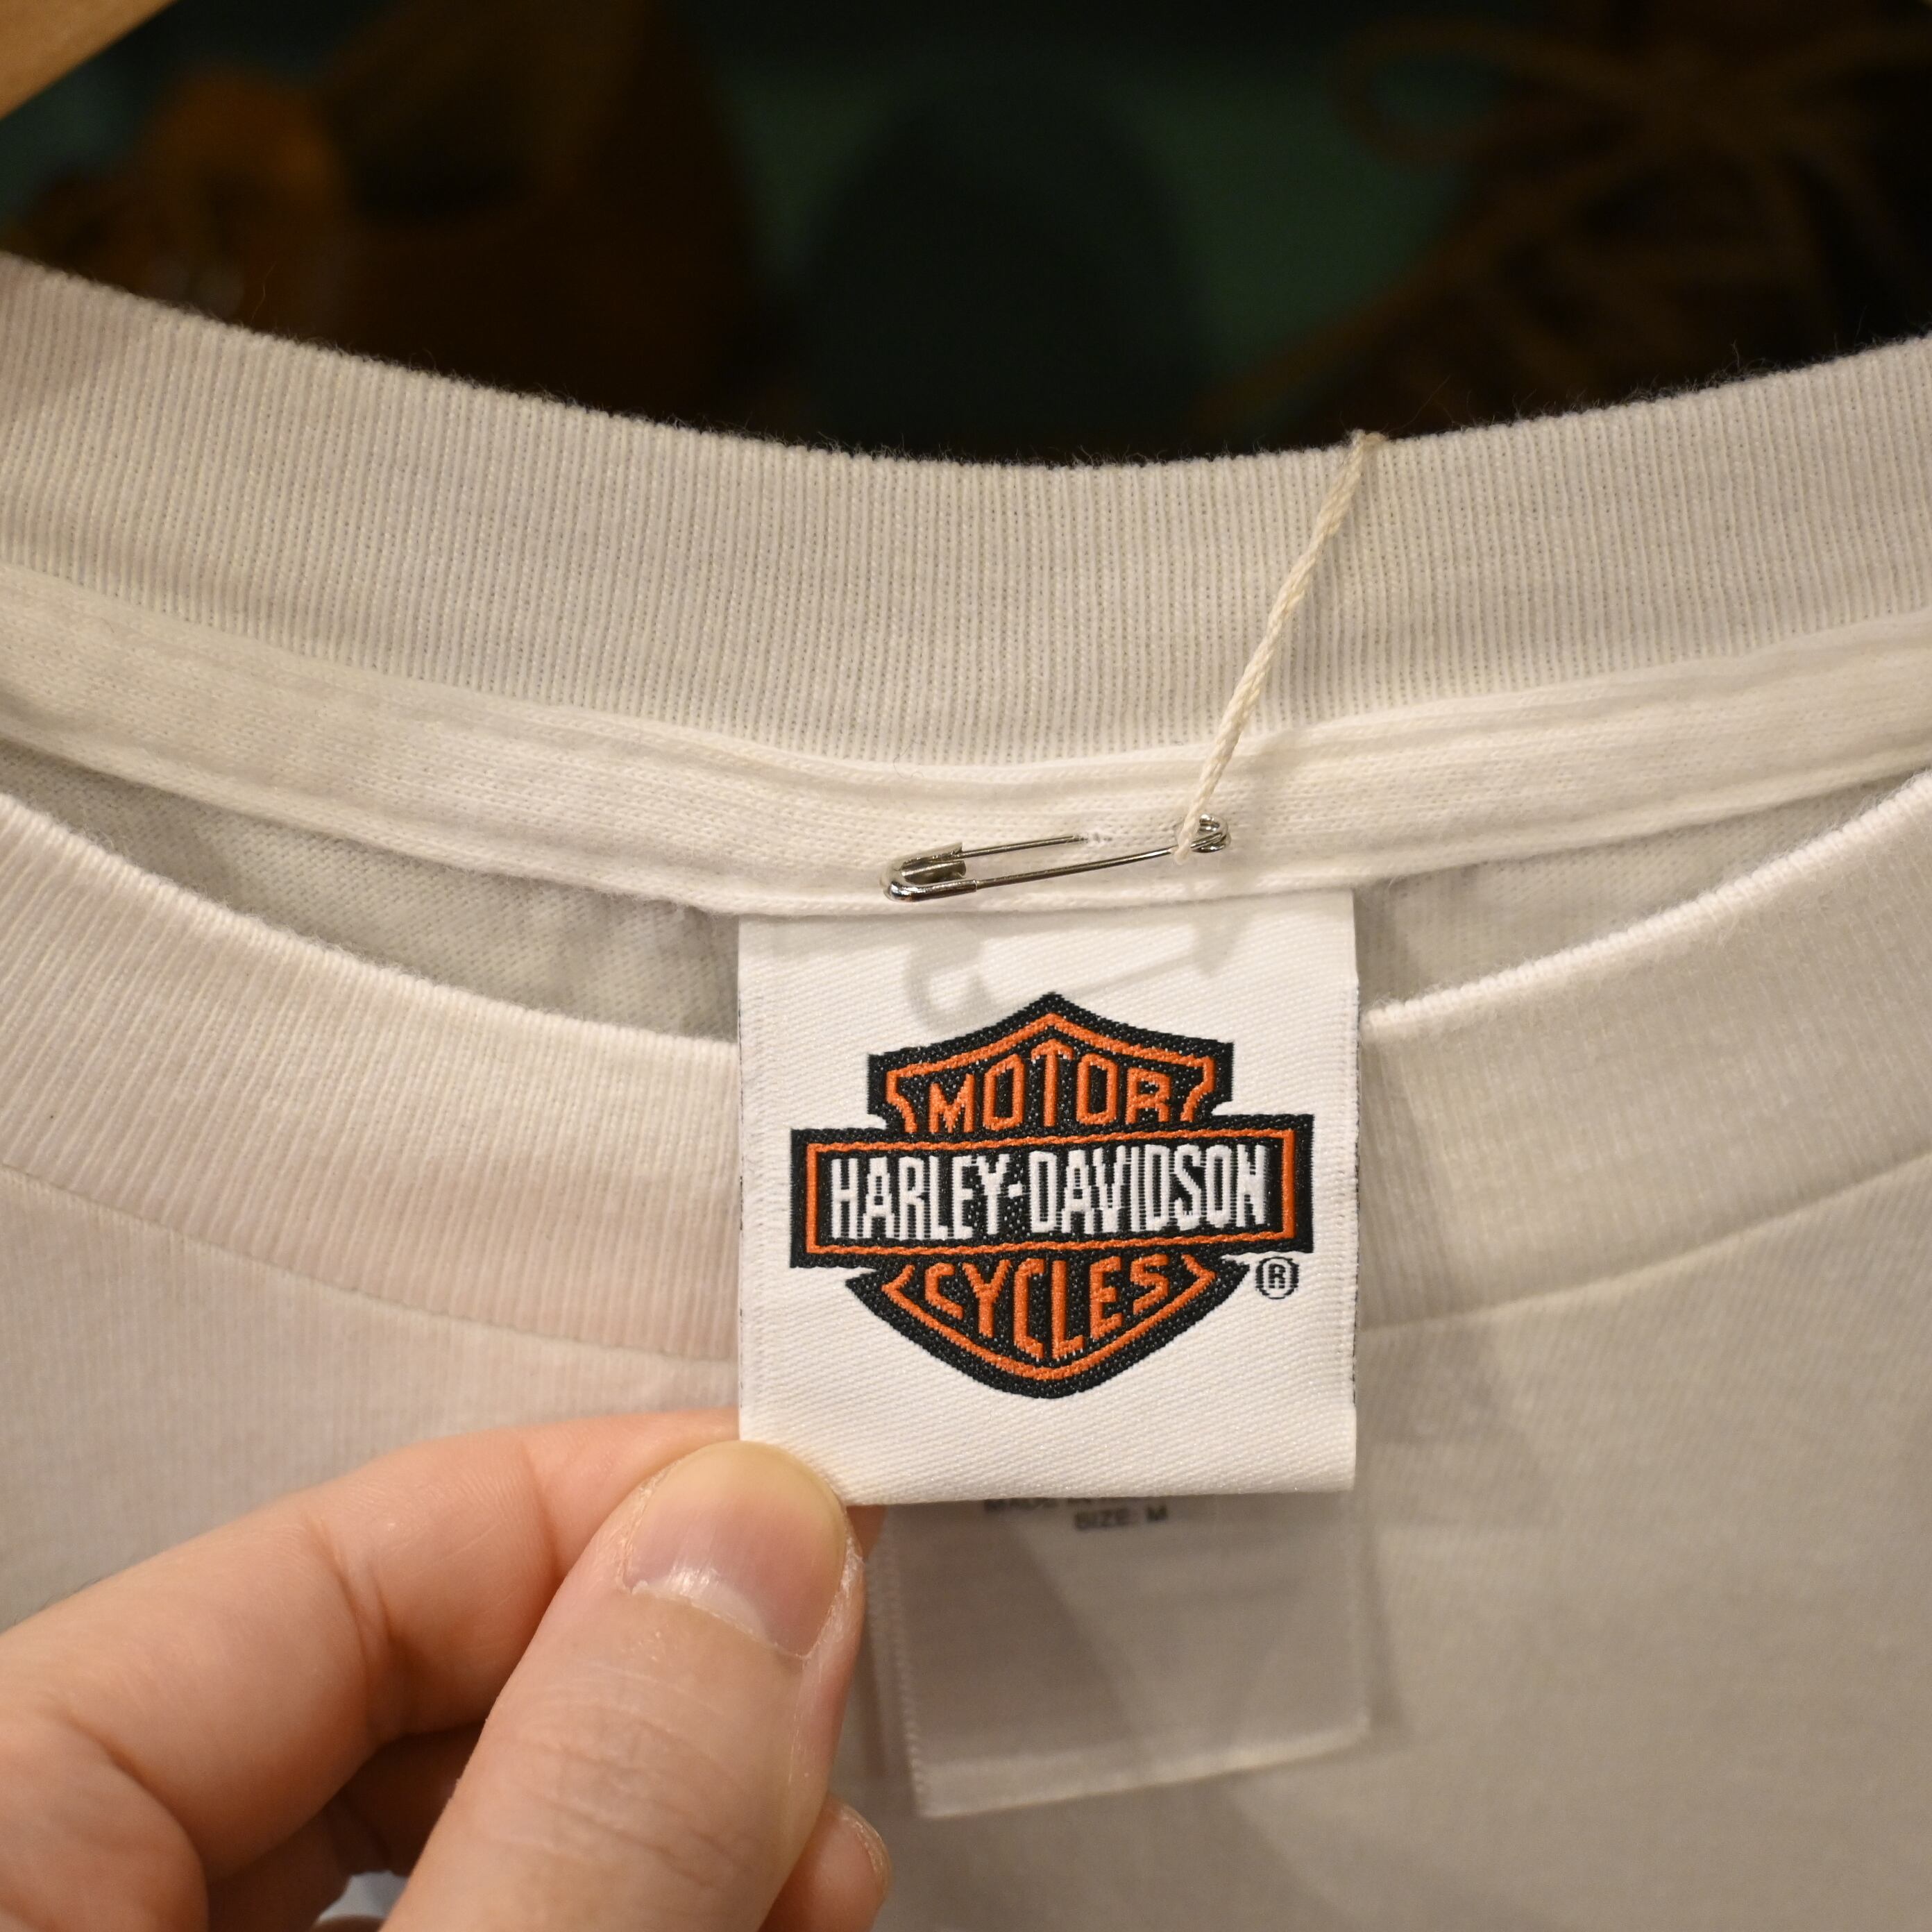 MOTOR
HARLEY-DAVIDSON
CYCLES
®
SIZE: M